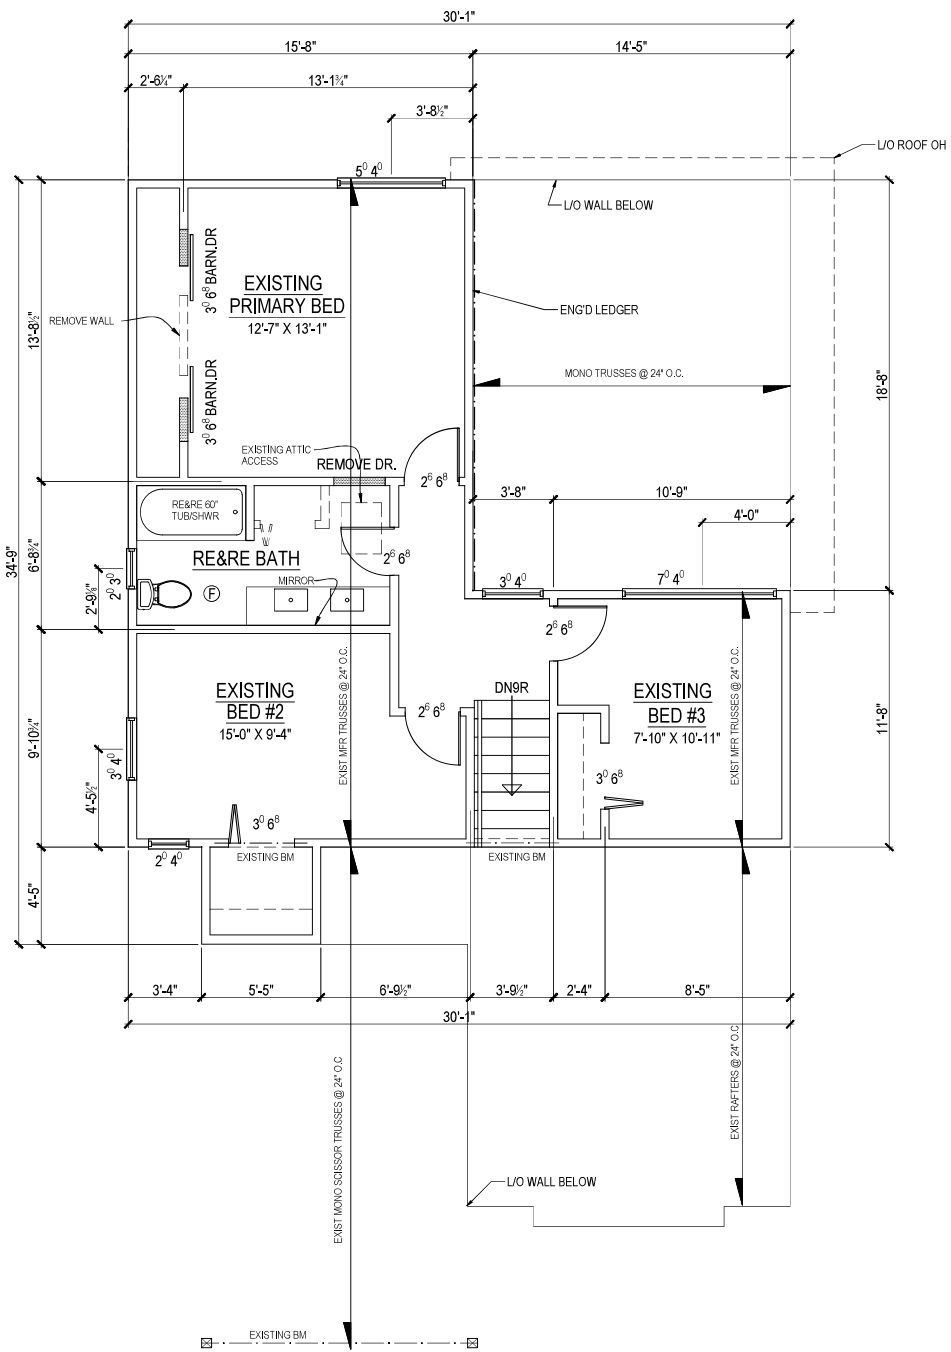 30'-1"
15'-8"
14'-5"
2'-6¼"
13'-1¾"
3'-8½"
L/O ROOF OH
5⁰ 4⁰
L/O WALL BELOW
3⁰ 6⁸ BARN.DR
EXISTING
PRIMARY BED
12'-7" X 13'-1"
ENG'D LEDGER
REMOVE WALL
13'-8½"
MONO TRUSSES @ 24" O.C.
18'-8"
3⁰ 6⁸ BARN.DR
EXISTING ATTIC
ACCESS
REMOVE DR.
2⁶ 6⁸
3'-8"
10'-9"
4'-0"
RE&RE 60"
TUB/SHWR
34'-9"
6'-8¾"
RE&RE BATH
2⁶ 6⁸
2⁰ 3⁰
MIRROR
3⁰ 4⁰
7⁰ 4⁰
2'-9⅛"
F
2⁶ 6⁸
EXIST MFR TRUSSES @ 24" O.C.
EXIST MFR TRUSSES @ 24" O.C.
EXISTING
BED #2
15'-0" X 9'-4"
DN9R
2⁶ 6⁸
EXISTING
BED #3
7'-10" X 10'-11"
11'-8"
9'-10¾"
3⁰ 4⁰
4'-5½"
3⁰ 6⁸
3⁰ 6⁸
2⁰ 4⁰
EXISTING BM
EXISTING BM
4'-5"
3'-4"
5'-5"
6'-9½"
3'-9½"
2'-4"
8'-5"
30'-1"
EXIST MONO SCISSOR TRUSSES @ 24" O.C
EXIST RAFTERS @ 24" O.C
L/O WALL BELOW
EXISTING BM